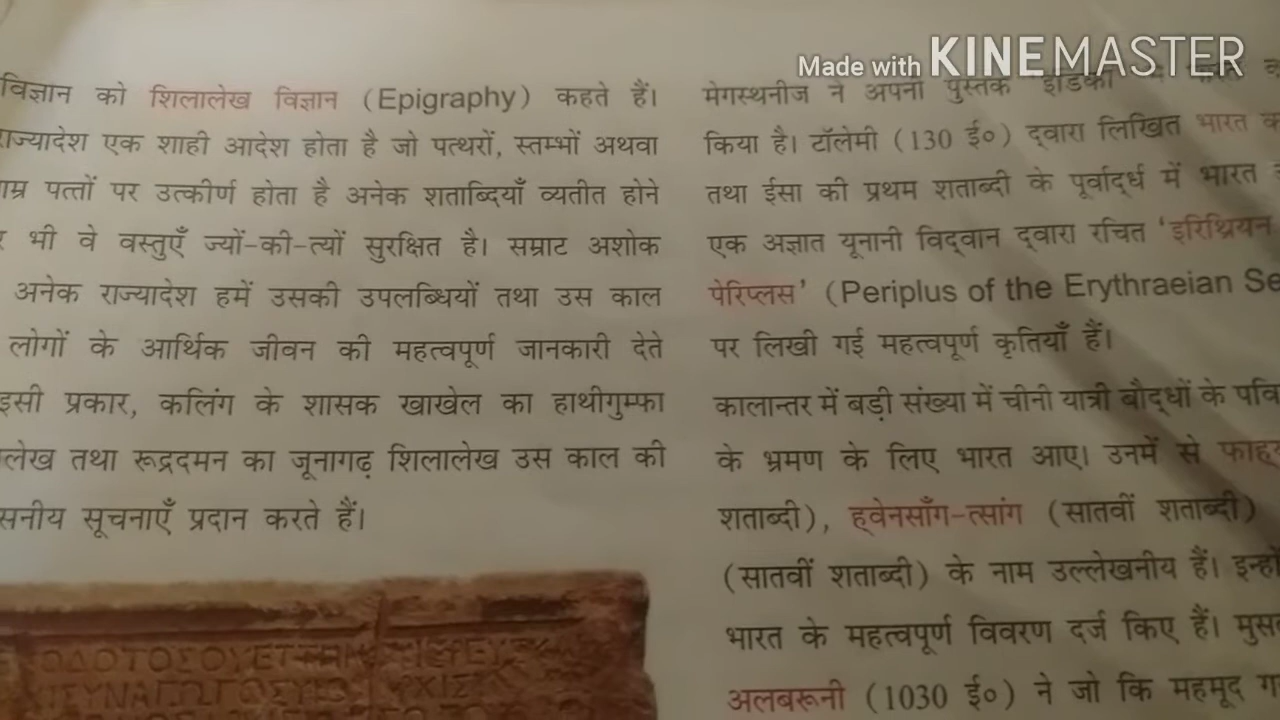 Made with KINEMASTER
विज्ञान को शिलालेख विज्ञान (Epigraphy) कहते हैं।
राज्यादेश एक शाही आदेश होता है जो पत्थरों, स्तम्भों अथवा
पत्तों पर उत्कीर्ण होता है अनेक शताब्दियाँ व्यतीत होने
भी वे वस्तुएँ ज्यों-की-त्यों सुरक्षित है। सम्राट अशोक
अनेक राज्यादेश हमें उसकी उपलब्धियों तथा उस काल
लोगों के आर्थिक जीवन की महत्वपूर्ण जानकारी देते
इसी प्रकार, कलिंग के शासक खाखेल का हाथीगुम्फा
लेख तथा रूद्रदमन का जूनागढ़ शिलालेख उस काल की
सनीय सूचनाएँ प्रदान करते हैं।
मेगस्थनीज ने अपनी पुस्तक
किया है। टॉलेमी (130 ई०) द्वारा लिखित भारत
तथा ईसा की प्रथम शताब्दी के पूर्वार्द्ध में भारत
एक अज्ञात यूनानी विद्वान द्वारा रचित 'इरिथ्रियन
पेरिप्लस' (Periplus of the Erythraeian Se
पर लिखी गई महत्वपूर्ण कृतियाँ हैं।
कालान्तर में बड़ी संख्या में चीनी यात्री बौद्धों के पवि
के भ्रमण के लिए भारत आए। उनमें से
शताब्दी), ह्वेनसाँग-त्सांग (सातवीं शताब्दी)
(सातवीं शताब्दी) के नाम उल्लेखनीय हैं। इन्हों
भारत के महत्वपूर्ण विवरण दर्ज किए हैं। मुस
अलबरूनी (1030 ई०) ने जो कि महमूद ग